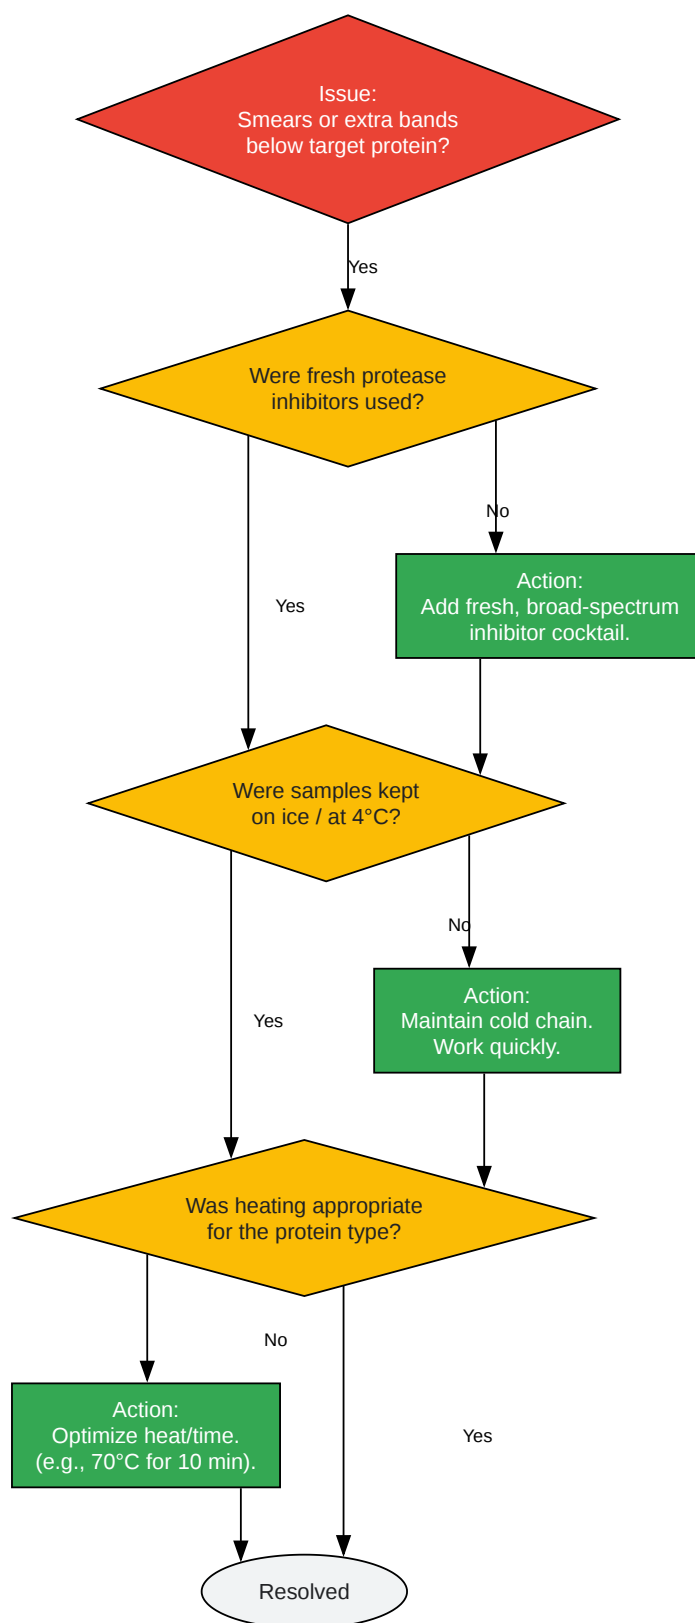 Issue:
Smears or extra bands
below target protein?
Yes
Were fresh protease
inhibitors used?
No
Action:
Add fresh, broad-spectrum
inhibitor cocktail.
Yes
Were samples kept
on ice / at 4°C?
No
Action:
Maintain cold chain.
Work quickly.
Yes
Was heating appropriate
for the protein type?
No
Action:
Optimize heat/time.
(e.g., 70°C for 10 min).
Yes
Resolved